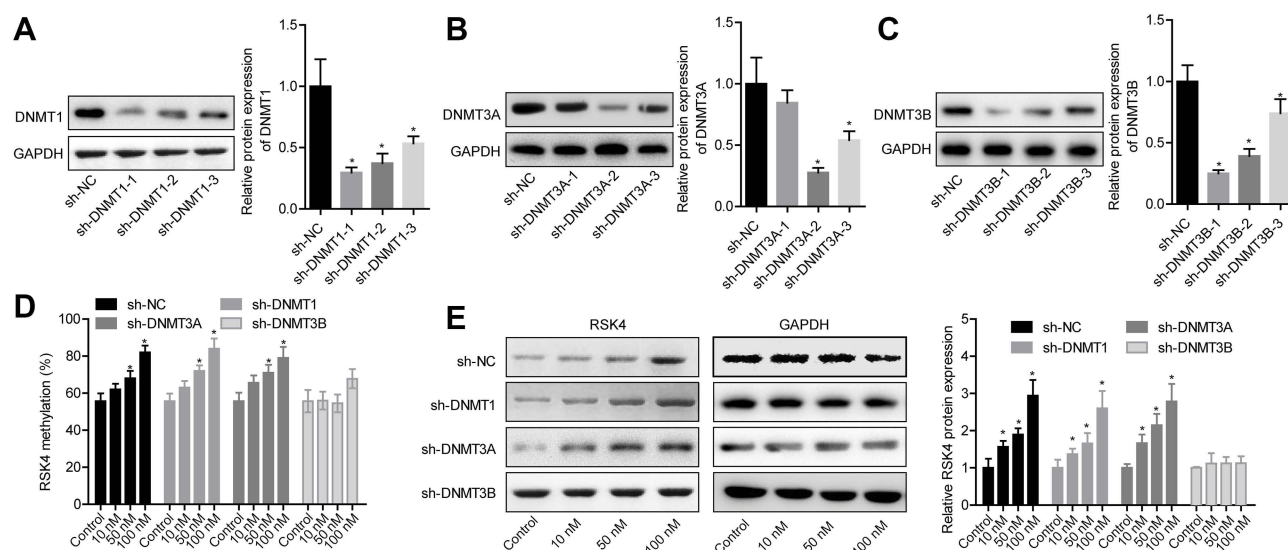 A
DNMT1
GAPDH
sh-NC
sh-DNMT1-1
sh-DNMT1-2
sh-DNMT1-3
Relative protein expression
of DNMT1
1.5
1.0
0.5
0.0
*
*
*
sh-NC
sh-DNMT1-1
sh-DNMT1-2
sh-DNMT1-3
B
DNMT3A
GAPDH
sh-NC
sh-DNMT3A-1
sh-DNMT3A-2
sh-DNMT3A-3
Relative protein expression
of DNMT3A
1.5
1.0
0.5
0.0
*
*
sh-NC
sh-DNMT3A-1
sh-DNMT3A-2
sh-DNMT3A-3
C
DNMT3B
GAPDH
sh-NC
sh-DNMT3B-1
sh-DNMT3B-2
sh-DNMT3B-3
Relative protein expression
of DNMT3B
1.5
1.0
0.5
0.0
*
*
*
sh-NC
sh-DNMT3B-1
sh-DNMT3B-2
sh-DNMT3B-3
D
sh-NC
sh-DNMT1
sh-DNMT3A
sh-DNMT3B
RSK4 methylation (%)
100
80
60
40
20
0
* * * * * *
Control 10 nM 50 nM 100 nM Control 10 nM 50 nM 100 nM Control 10 nM 50 nM 100 nM Control 10 nM 50 nM 100 nM
E
RSK4
GAPDH
sh-NC
sh-DNMT1
sh-DNMT3A
sh-DNMT3B
Control 10 nM 50 nM 100 nM
Control 10 nM 50 nM 100 nM
sh-NC
sh-DNMT3A
sh-DNMT1
sh-DNMT3B
Relative RSK4 protein expression
5
4
3
2
1
0
* * * * * * * * *
Control 10 nM 50 nM 100 nM Control 10 nM 50 nM 100 nM Control 10 nM 50 nM 100 nM Control 10 nM 50 nM 100 nM